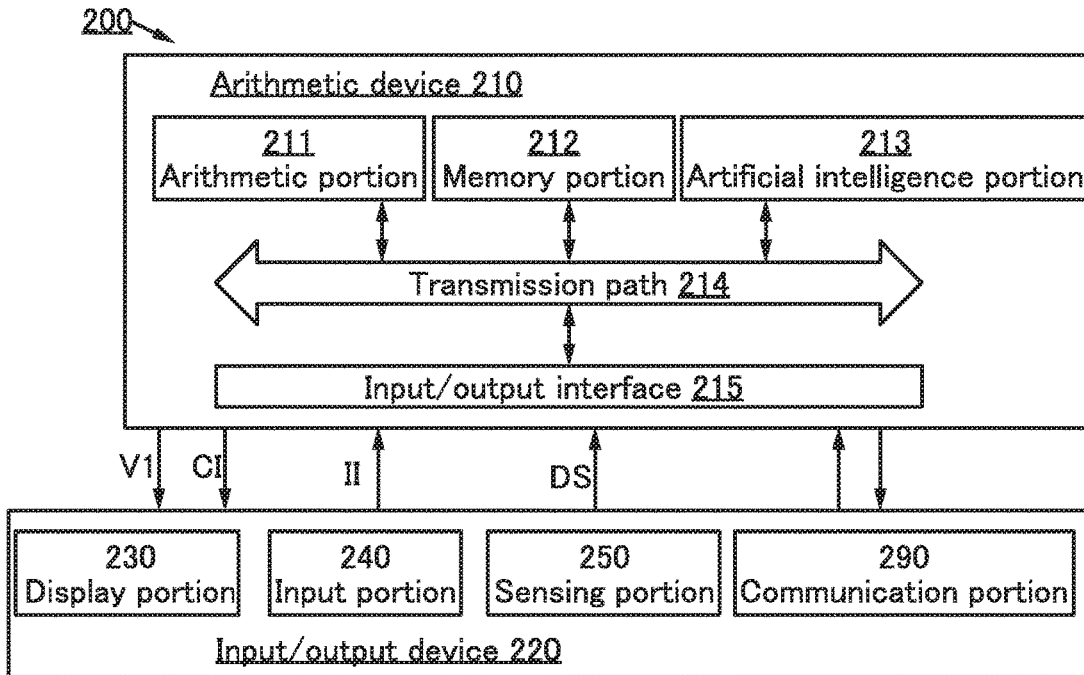 200
Arithmetic device 210
211
Arithmetic portion
212
Memory portion
213
Artificial intelligence portion
Transmission path 214
Input/output interface 215
V1
CI
II
DS
230
Display portion
240
Input portion
250
Sensing portion
290
Communication portion
Input/output device 220